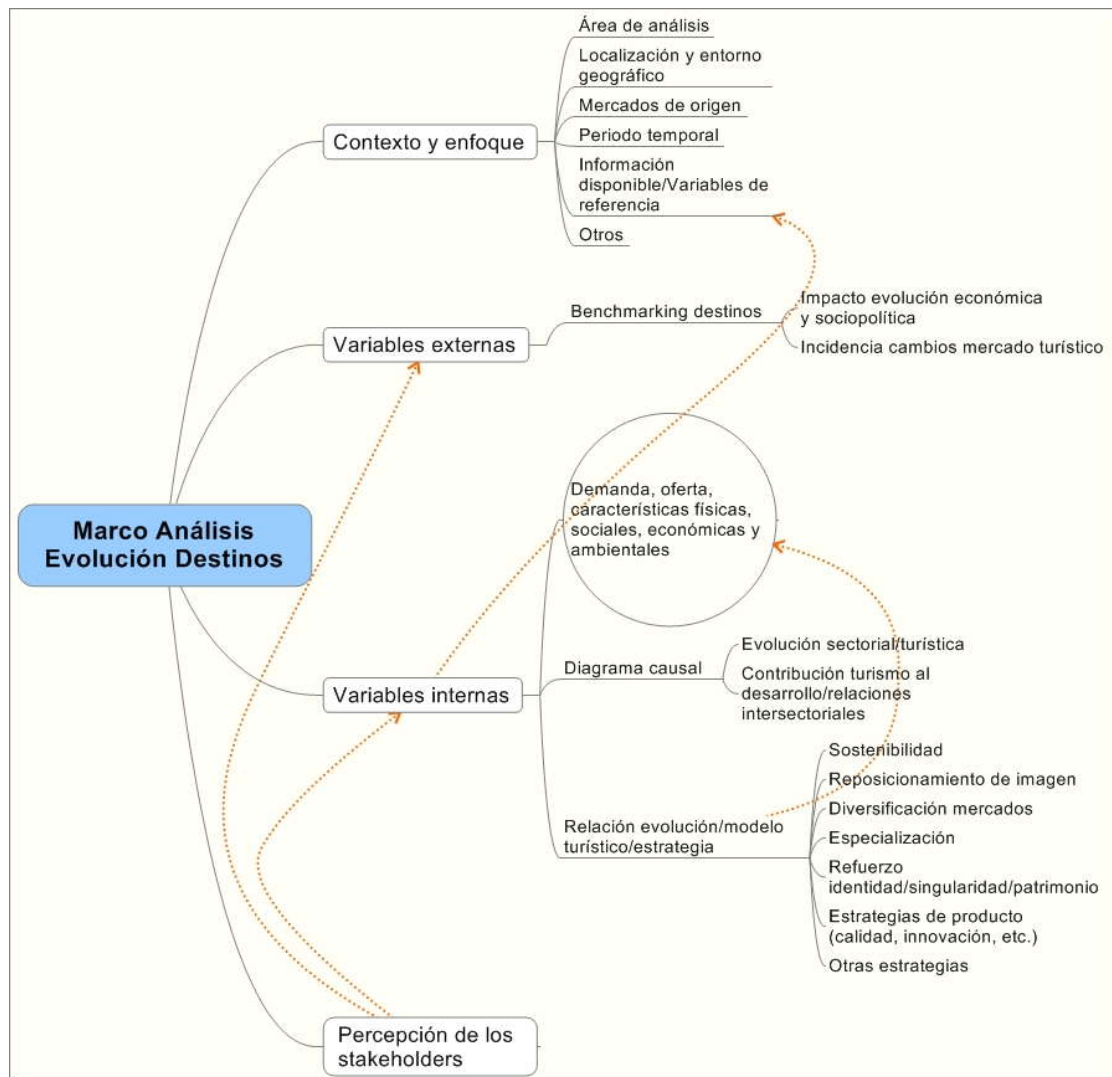 Área de análisis
Localización y entorno
geográfico
Mercados de origen
Contexto y enfoque
Periodo temporal
Información
disponible/Variables de
referencia
Otros
Variables externas
Benchmarking destinos
Impacto evolución económica
y sociopolítica
Incidencia cambios mercado turístico
Marco Análisis
Evolución Destinos
Variables internas
Demanda, oferta,
características físicas,
sociales, económicas y
ambientales
Diagrama causal
Evolución sectorial/turística
Contribución turismo al
desarrollo/relaciones
intersectoriales
Relación evolución/modelo
turístico/estrategia
Sostenibilidad
Reposicionamiento de imagen
Diversificación mercados
Especialización
Refuerzo
identidad/singularidad/patrimonio
Estrategias de producto
(calidad, innovación, etc.)
Otras estrategias
Percepción de los
stakeholders